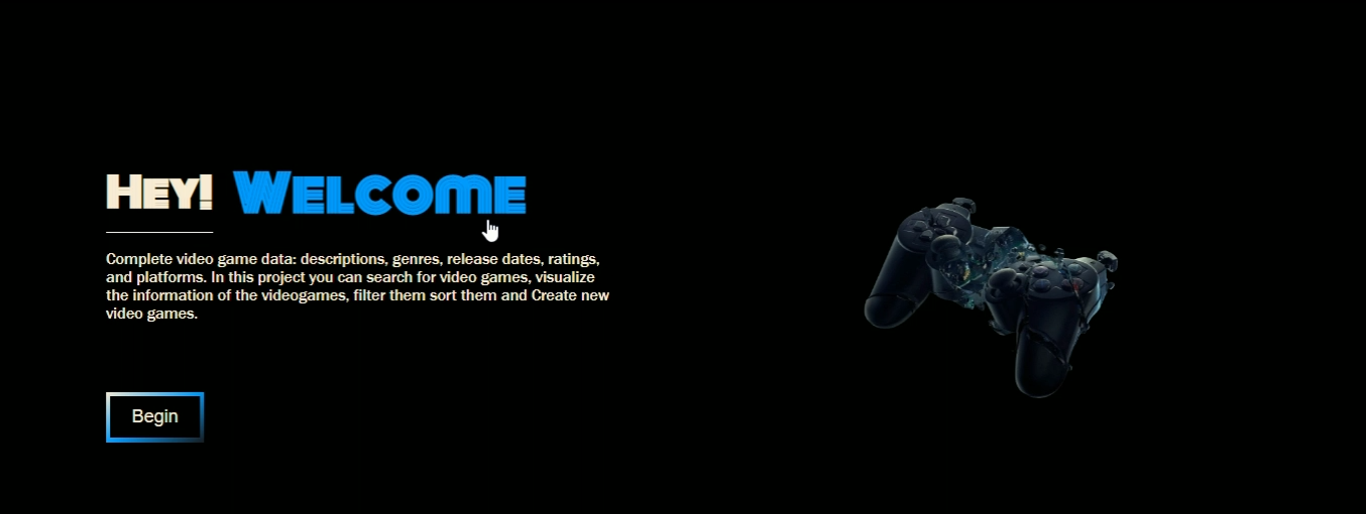 Hey! Welcome
Complete video game data: descriptions, genres, release dates, ratings,
and platforms. In this project you can search for video games, visualize
the information of the videogames, filter them sort them and Create new
video games.
Begin